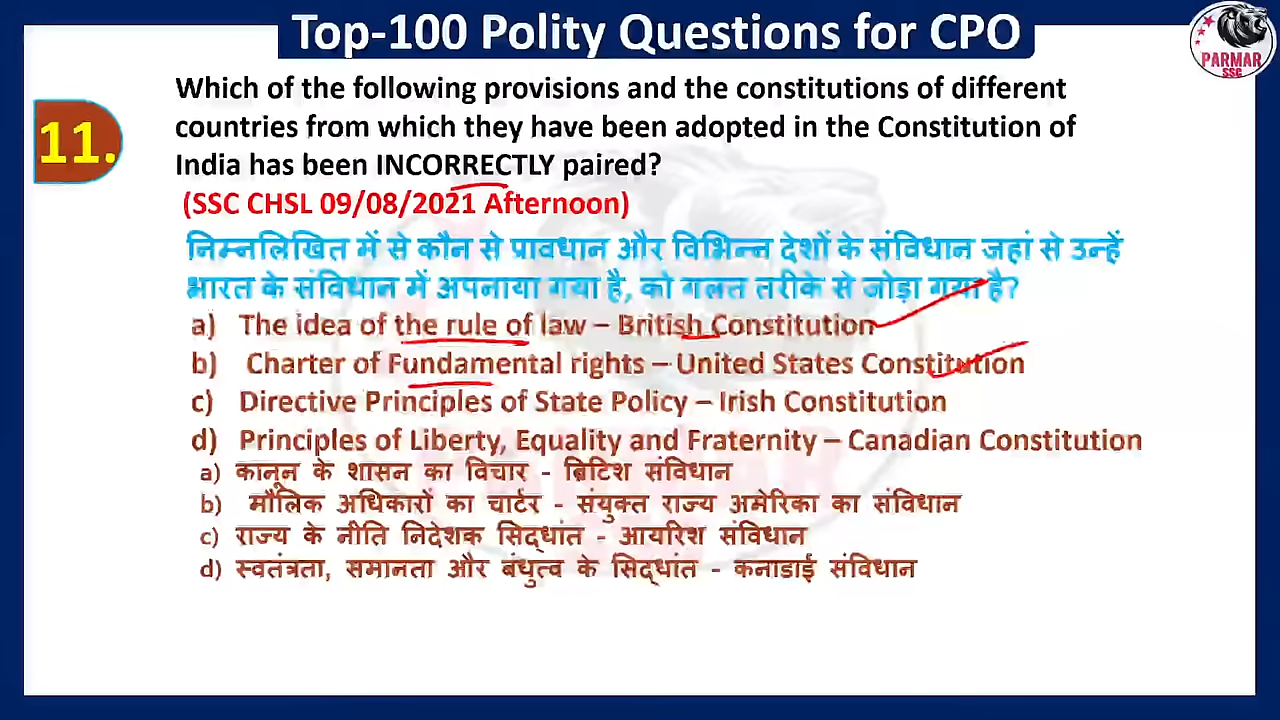 Top-100 Polity Questions for CPO
PARMAR
SSC
11.
Which of the following provisions and the constitutions of different
countries from which they have been adopted in the Constitution of
India has been INCORRECTLY paired?
(SSC CHSL 09/08/2021 Afternoon)
निम्नलिखित में से कौन से प्रावधान और विभिन्न देशों के संविधान जहां से उन्हें
भारत के संविधान में अपनाया गया है, को गलत तरीके से जोड़ा गया है?
a) The idea of the rule of law – British Constitution
b) Charter of Fundamental rights – United States Constitution
c) Directive Principles of State Policy – Irish Constitution
d) Principles of Liberty, Equality and Fraternity – Canadian Constitution
a) कानून के शासन का विचार - ब्रिटिश संविधान
b) मौलिक अधिकारों का चार्टर - संयुक्त राज्य अमेरिका का संविधान
c) राज्य के नीति निदेशक सिद्धांत - आयरिश संविधान
d) स्वतंत्रता, समानता और बंधुत्व के सिद्धांत - कनाडाई संविधान